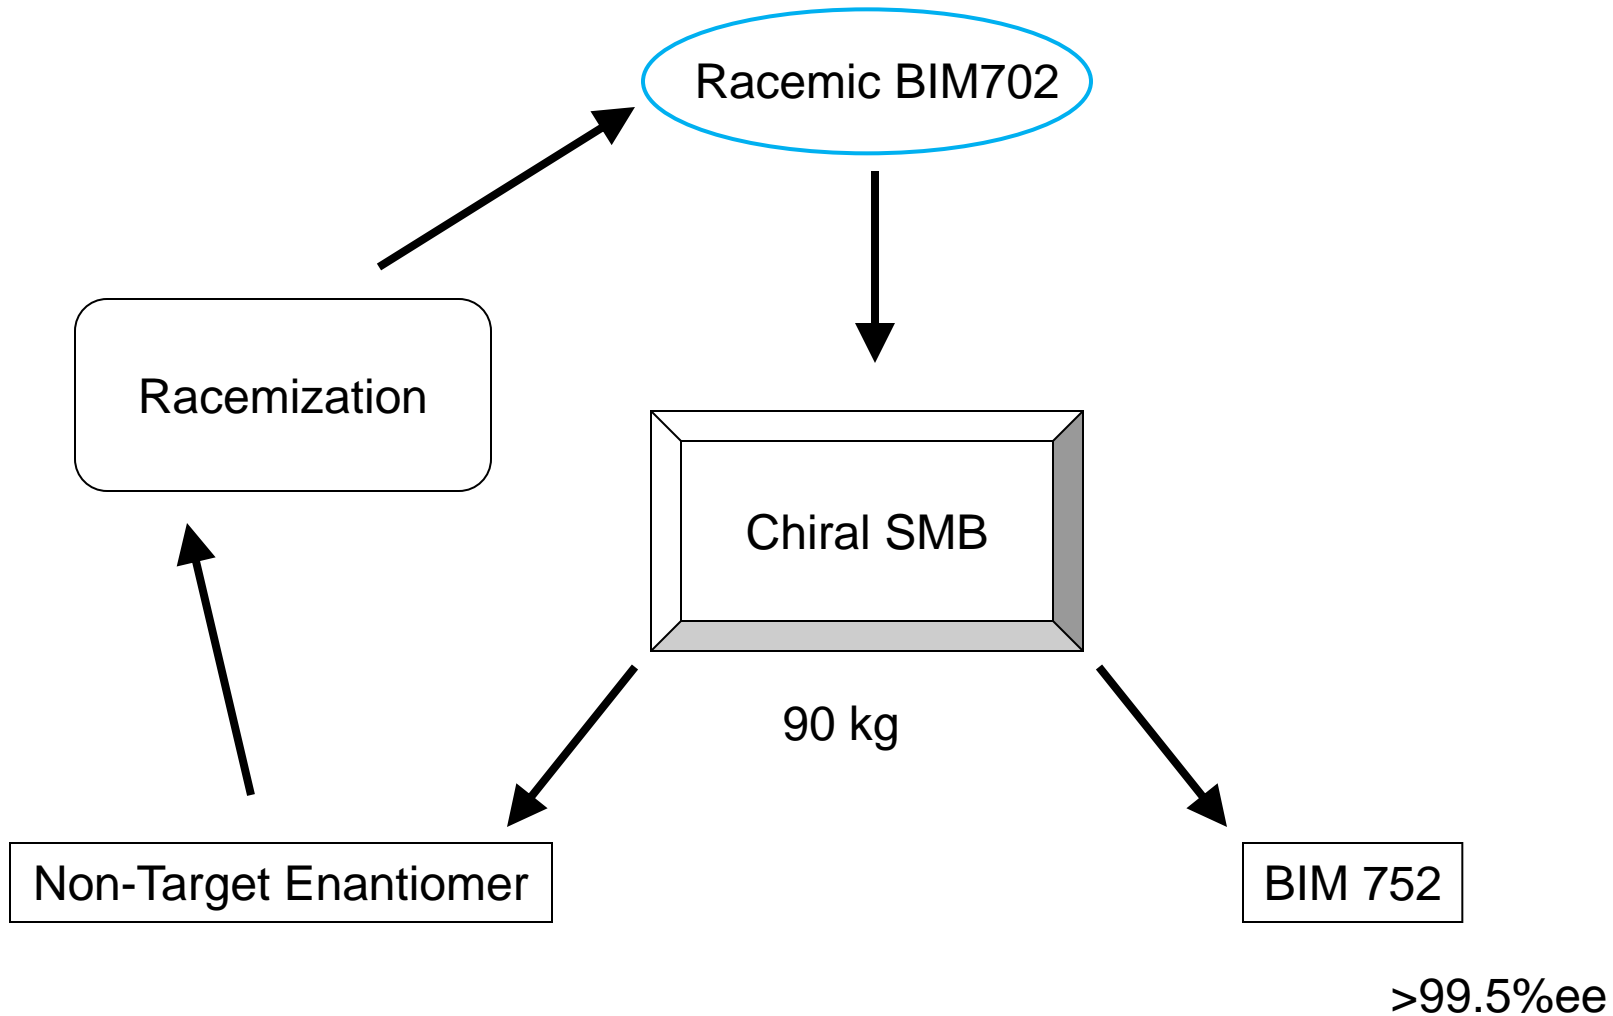 Racemic BIM702
Racemization
Chiral SMB
90 kg
Non-Target Enantiomer
BIM 752
>99.5%ee